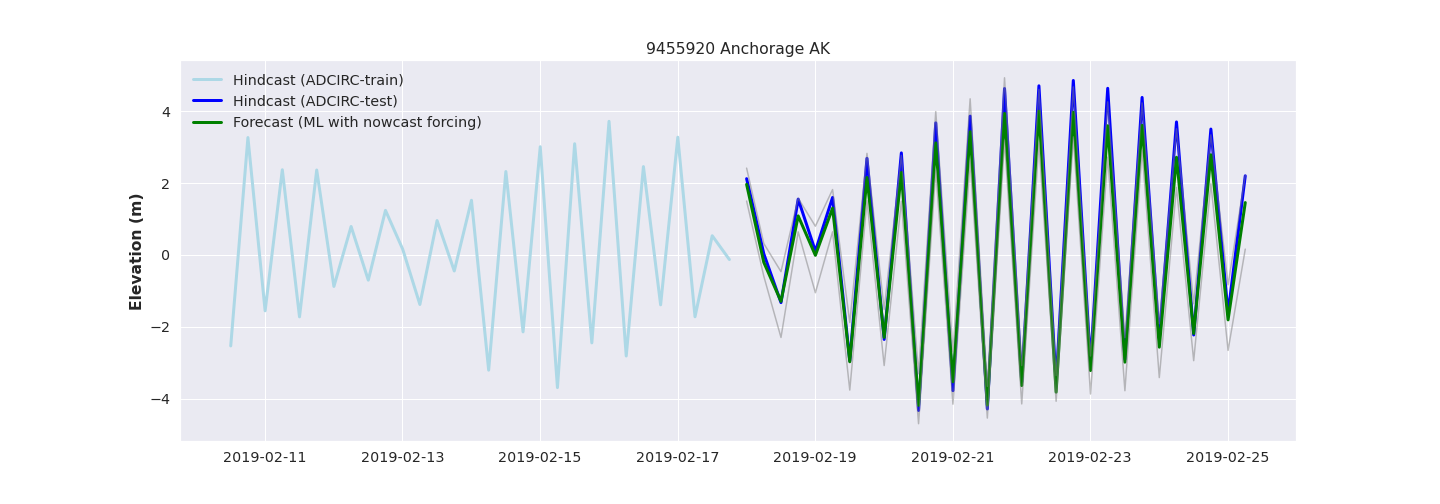 9455920 Anchorage AK
Hindcast (ADCIRC-train)
Hindcast (ADCIRC-test)
Forecast (ML with nowcast forcing)
Elevation (m)
4
2
0
−2
−4
2019-02-11 2019-02-13 2019-02-15 2019-02-17 2019-02-19 2019-02-21 2019-02-23 2019-02-25